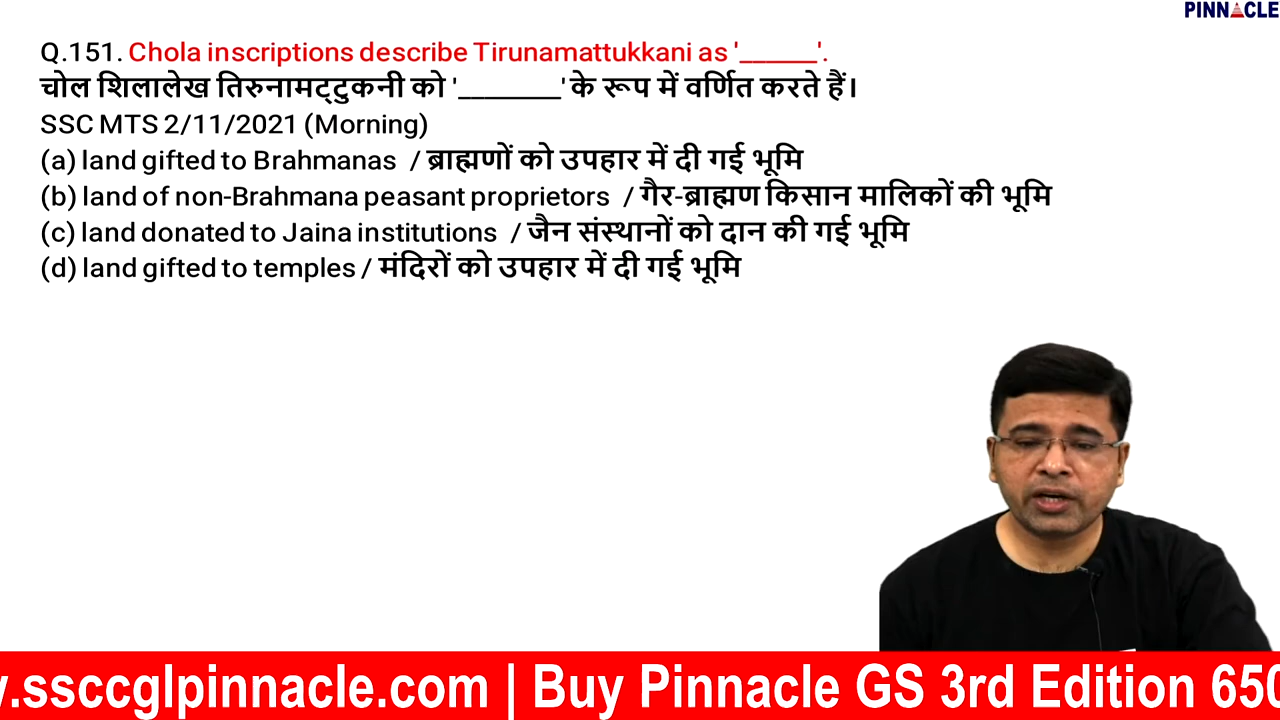 PINNACLE
Q.151. Chola inscriptions describe Tirunamattukkani as '______'.
चोल शिलालेख तिरुनामट्टुकनी को '________' के रूप में वर्णित करते हैं।
SSC MTS 2/11/2021 (Morning)
(a) land gifted to Brahmanas / ब्राह्मणों को उपहार में दी गई भूमि
(b) land of non-Brahmana peasant proprietors / गैर-ब्राह्मण किसान मालिकों की भूमि
(c) land donated to Jaina institutions / जैन संस्थानों को दान की गई भूमि
(d) land gifted to temples / मंदिरों को उपहार में दी गई भूमि
.ssccglpinnacle.com | Buy Pinnacle GS 3rd Edition 650